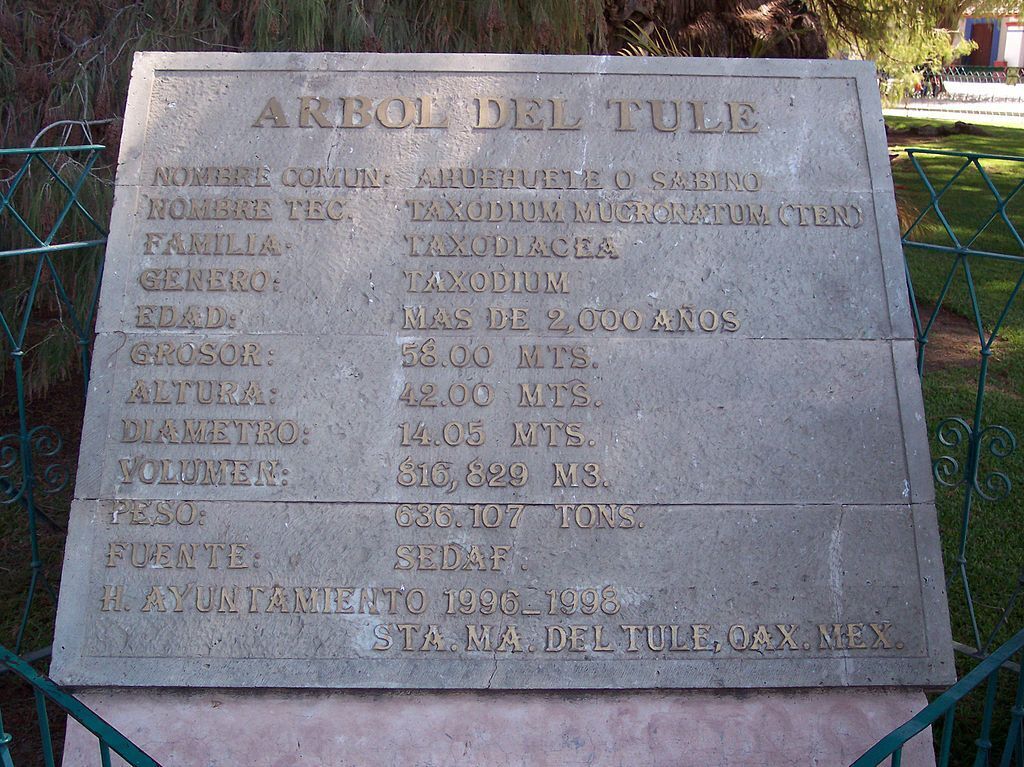 ARBOL DEL TULE
NOMBRE COMUN: AHUEHUETE O SABINO
NOMBRE TEC. TAXODIUM MUCRONATUM (TEN)
FAMILIA: TAXODIACEA
GENERO: TAXODIUM
EDAD: MAS DE 2,000 AÑOS
GROSOR: 58.00 MTS.
ALTURA: 42.00 MTS.
DIAMETRO: 14.05 MTS.
VOLUMEN: 816,829 M3.
PESO: 636.107 TONS.
FUENTE: SEDAF.
H. AYUNTAMIENTO 1996_1998
STA. MA. DEL TULE, OAX. MEX.